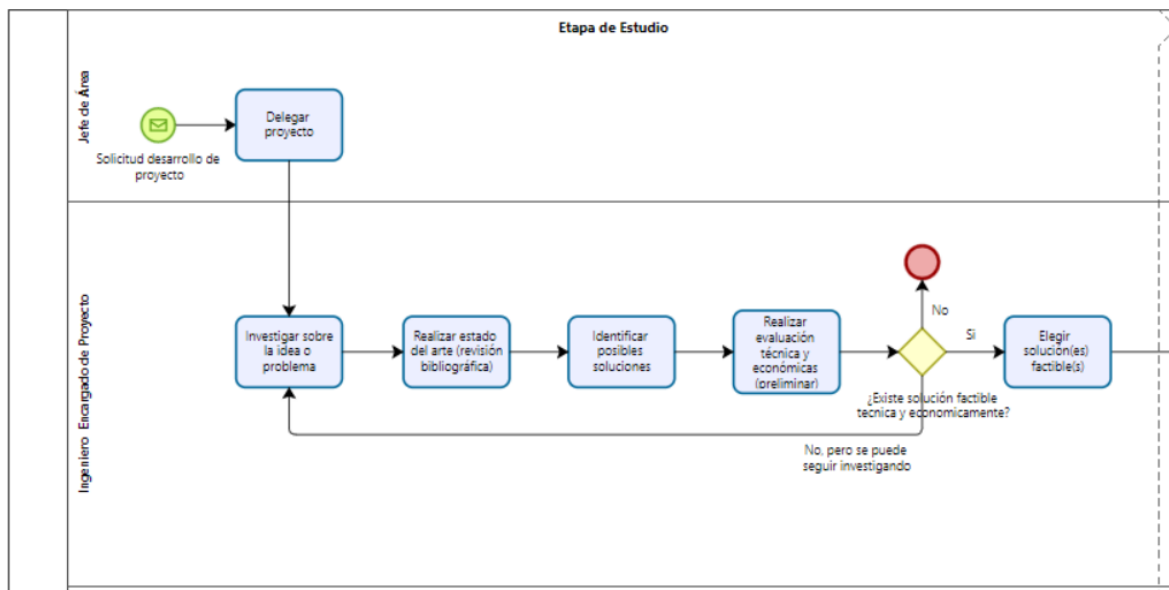 Etapa de Estudio
Jefe de Área
Delegar
proyecto
Solicitud desarrollo de
proyecto
Ingeniero Encargado de Proyecto
Investigar sobre
la idea o
problema
Realizar estado
del arte (revisión
bibliográfica)
Identificar
posibles
soluciones
Realizar
evaluación
técnica y
económicas
(preliminar)
No
Si
¿Existe solución factible
tecnica y economicamente?
Elegir
solución(es)
factible(s)
No, pero se puede
seguir investigando